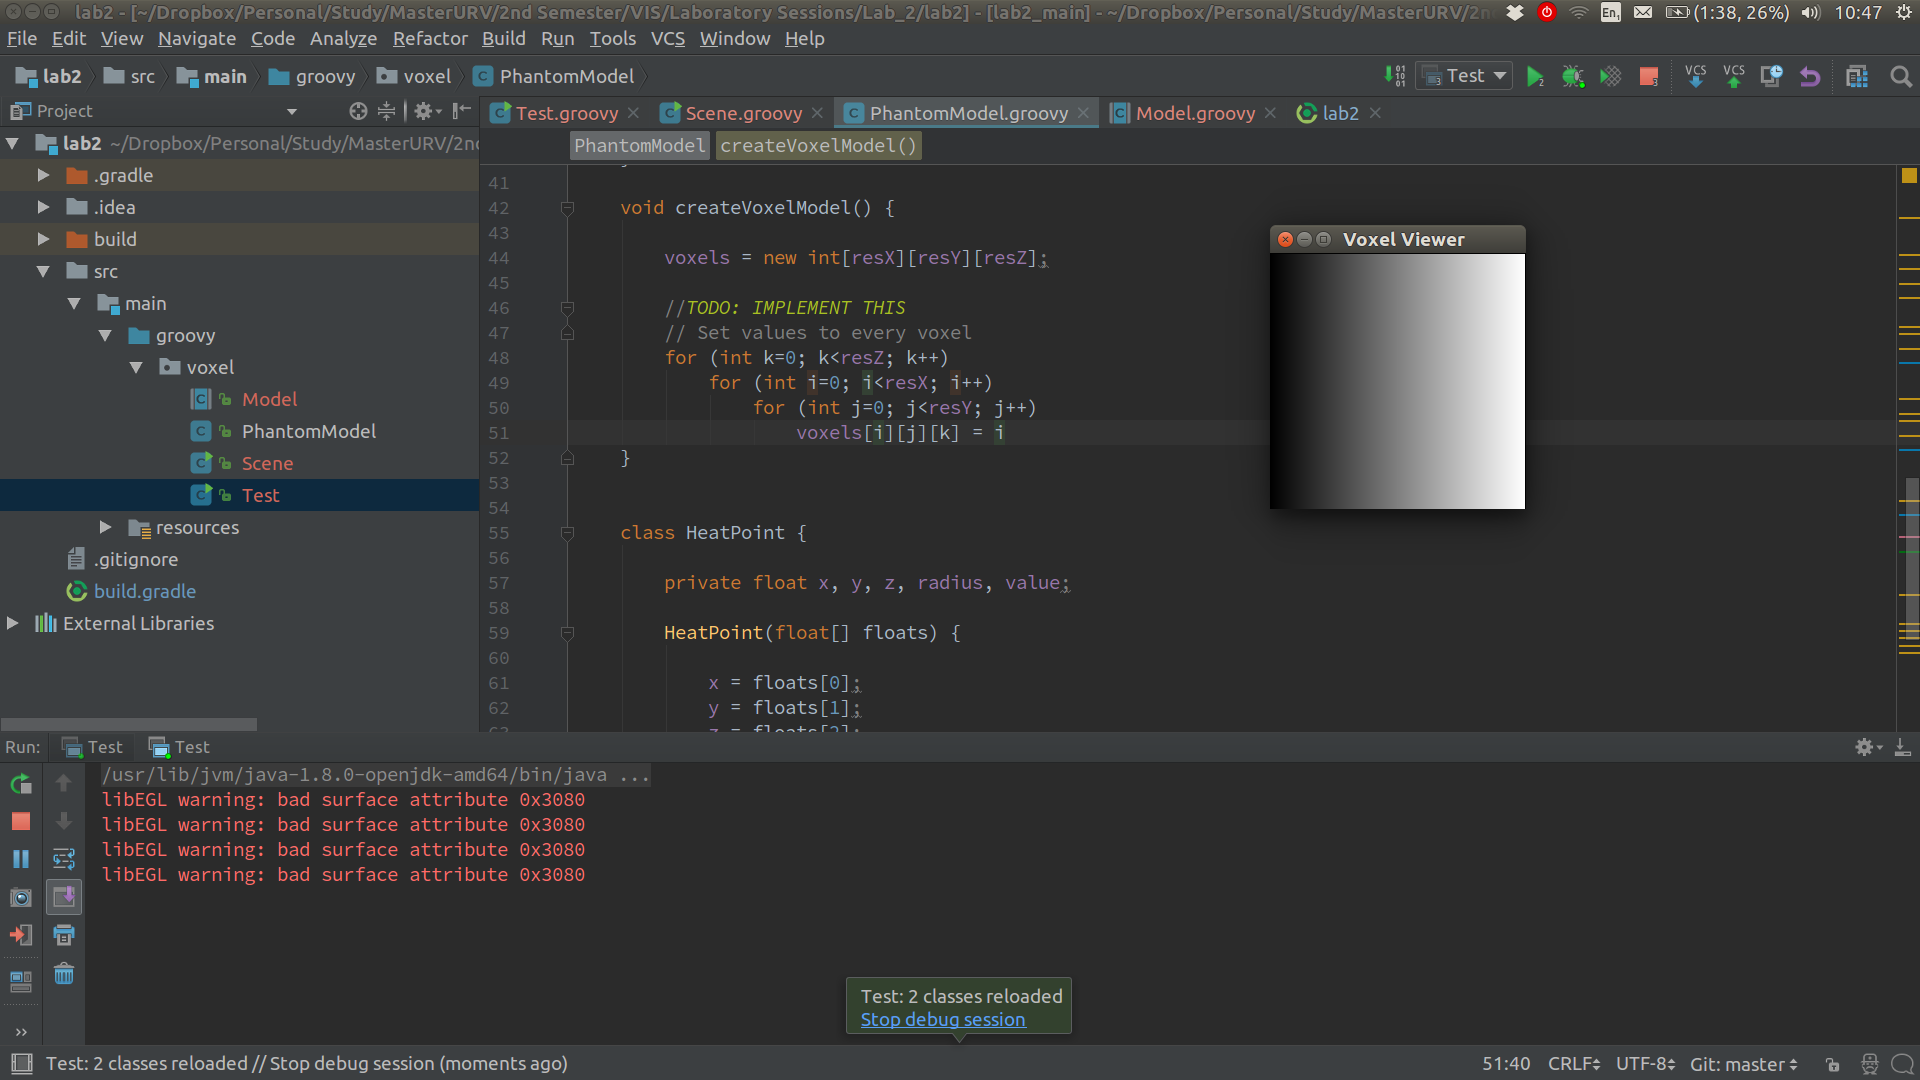 lab2 - [~/Dropbox/Personal/Study/MasterURV/2nd Semester/VIS/Laboratory Sessions/Lab_2/lab2] - [lab2_main] - ~/Dropbox/Personal/Study/MasterURV/2n
En1 (1:38, 26%) 10:47
File Edit View Navigate Code Analyze Refactor Build Run Tools VCS Window Help
lab2 src main groovy voxel PhantomModel
Test VCS VCS
Project
Test.groovy Scene.groovy PhantomModel.groovy Model.groovy lab2
PhantomModel createVoxelModel()
lab2 ~/Dropbox/Personal/Study/MasterURV/2n
.gradle
.idea
build
src
main
groovy
voxel
Model
PhantomModel
Scene
Test
resources
.gitignore
build.gradle
External Libraries
41
42 void createVoxelModel() {
43
44 voxels = new int[resX][resY][resZ];
45
46 //TODO: IMPLEMENT THIS
47 // Set values to every voxel
48 for (int k=0; k<resZ; k++)
49 for (int i=0; i<resX; i++)
50 for (int j=0; j<resY; j++)
51 voxels[i][j][k] = i
52 }
53
54
55 class HeatPoint {
56
57 private float x, y, z, radius, value;
58
59 HeatPoint(float[] floats) {
60
61 x = floats[0];
62 y = floats[1];
Voxel Viewer
Run: Test Test
/usr/lib/jvm/java-1.8.0-openjdk-amd64/bin/java ...
libEGL warning: bad surface attribute 0x3080
libEGL warning: bad surface attribute 0x3080
libEGL warning: bad surface attribute 0x3080
libEGL warning: bad surface attribute 0x3080
Test: 2 classes reloaded
Stop debug session
Test: 2 classes reloaded // Stop debug session (moments ago)
51:40 CRLF UTF-8 Git: master